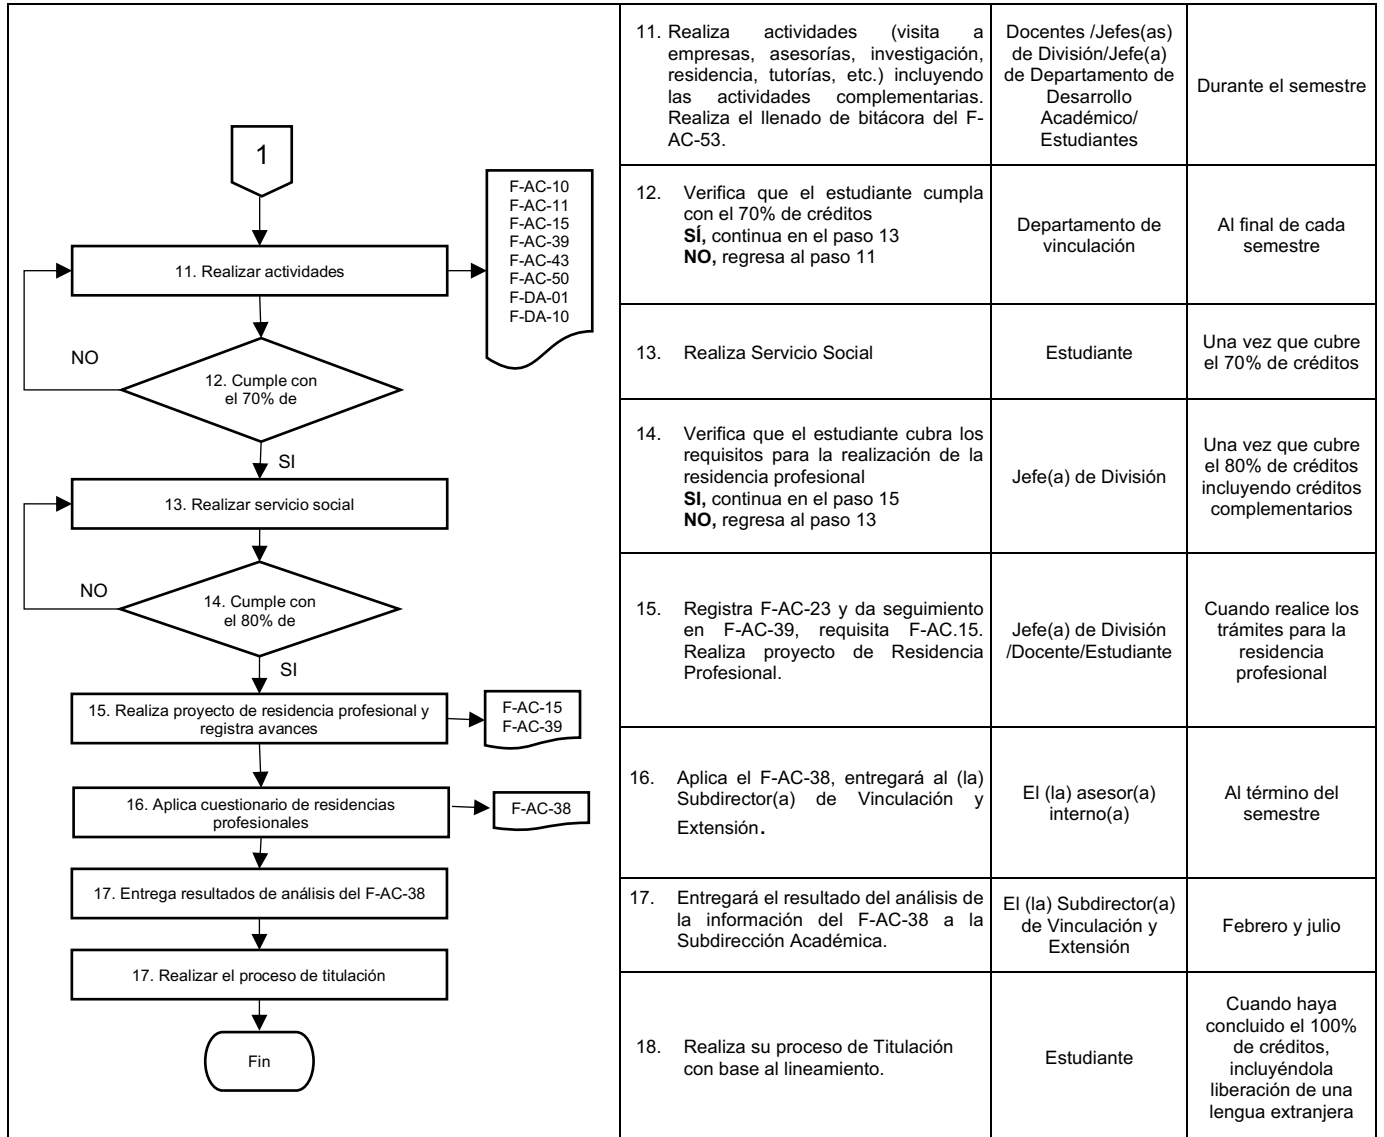 1
11. Realizar actividades
F-AC-10
F-AC-11
F-AC-15
F-AC-39
F-AC-43
F-AC-50
F-DA-01
F-DA-10
NO
12. Cumple con
el 70% de
SI
13. Realizar servicio social
NO
14. Cumple con
el 80% de
SI
15. Realiza proyecto de residencia profesional y
registra avances
F-AC-15
F-AC-39
16. Aplica cuestionario de residencias
profesionales
F-AC-38
17. Entrega resultados de análisis del F-AC-38
17. Realizar el proceso de titulación
Fin
11. Realiza actividades (visita a
empresas, asesorías, investigación,
residencia, tutorías, etc.) incluyendo
las actividades complementarias.
Realiza el llenado de bitácora del F-
AC-53.
Docentes /Jefes(as)
de División/Jefe(a)
de Departamento de
Desarrollo
Académico/
Estudiantes
Durante el semestre
12. Verifica que el estudiante cumpla
con el 70% de créditos
SÍ, continua en el paso 13
NO, regresa al paso 11
Departamento de
vinculación
Al final de cada
semestre
13. Realiza Servicio Social
Estudiante
Una vez que cubre
el 70% de créditos
14. Verifica que el estudiante cubra los
requisitos para la realización de la
residencia profesional
SI, continua en el paso 15
NO, regresa al paso 13
Jefe(a) de División
Una vez que cubre
el 80% de créditos
incluyendo créditos
complementarios
15. Registra F-AC-23 y da seguimiento
en F-AC-39, requisita F-AC.15.
Realiza proyecto de Residencia
Profesional.
Jefe(a) de División
/Docente/Estudiante
Cuando realice los
trámites para la
residencia
profesional
16. Aplica el F-AC-38, entregará al (la)
Subdirector(a) de Vinculación y
Extensión.
El (la) asesor(a)
interno(a)
Al término del
semestre
17. Entregará el resultado del análisis de
la información del F-AC-38 a la
Subdirección Académica.
El (la) Subdirector(a)
de Vinculación y
Extensión
Febrero y julio
18. Realiza su proceso de Titulación
con base al lineamiento.
Estudiante
Cuando haya
concluido el 100%
de créditos,
incluyéndola
liberación de una
lengua extranjera